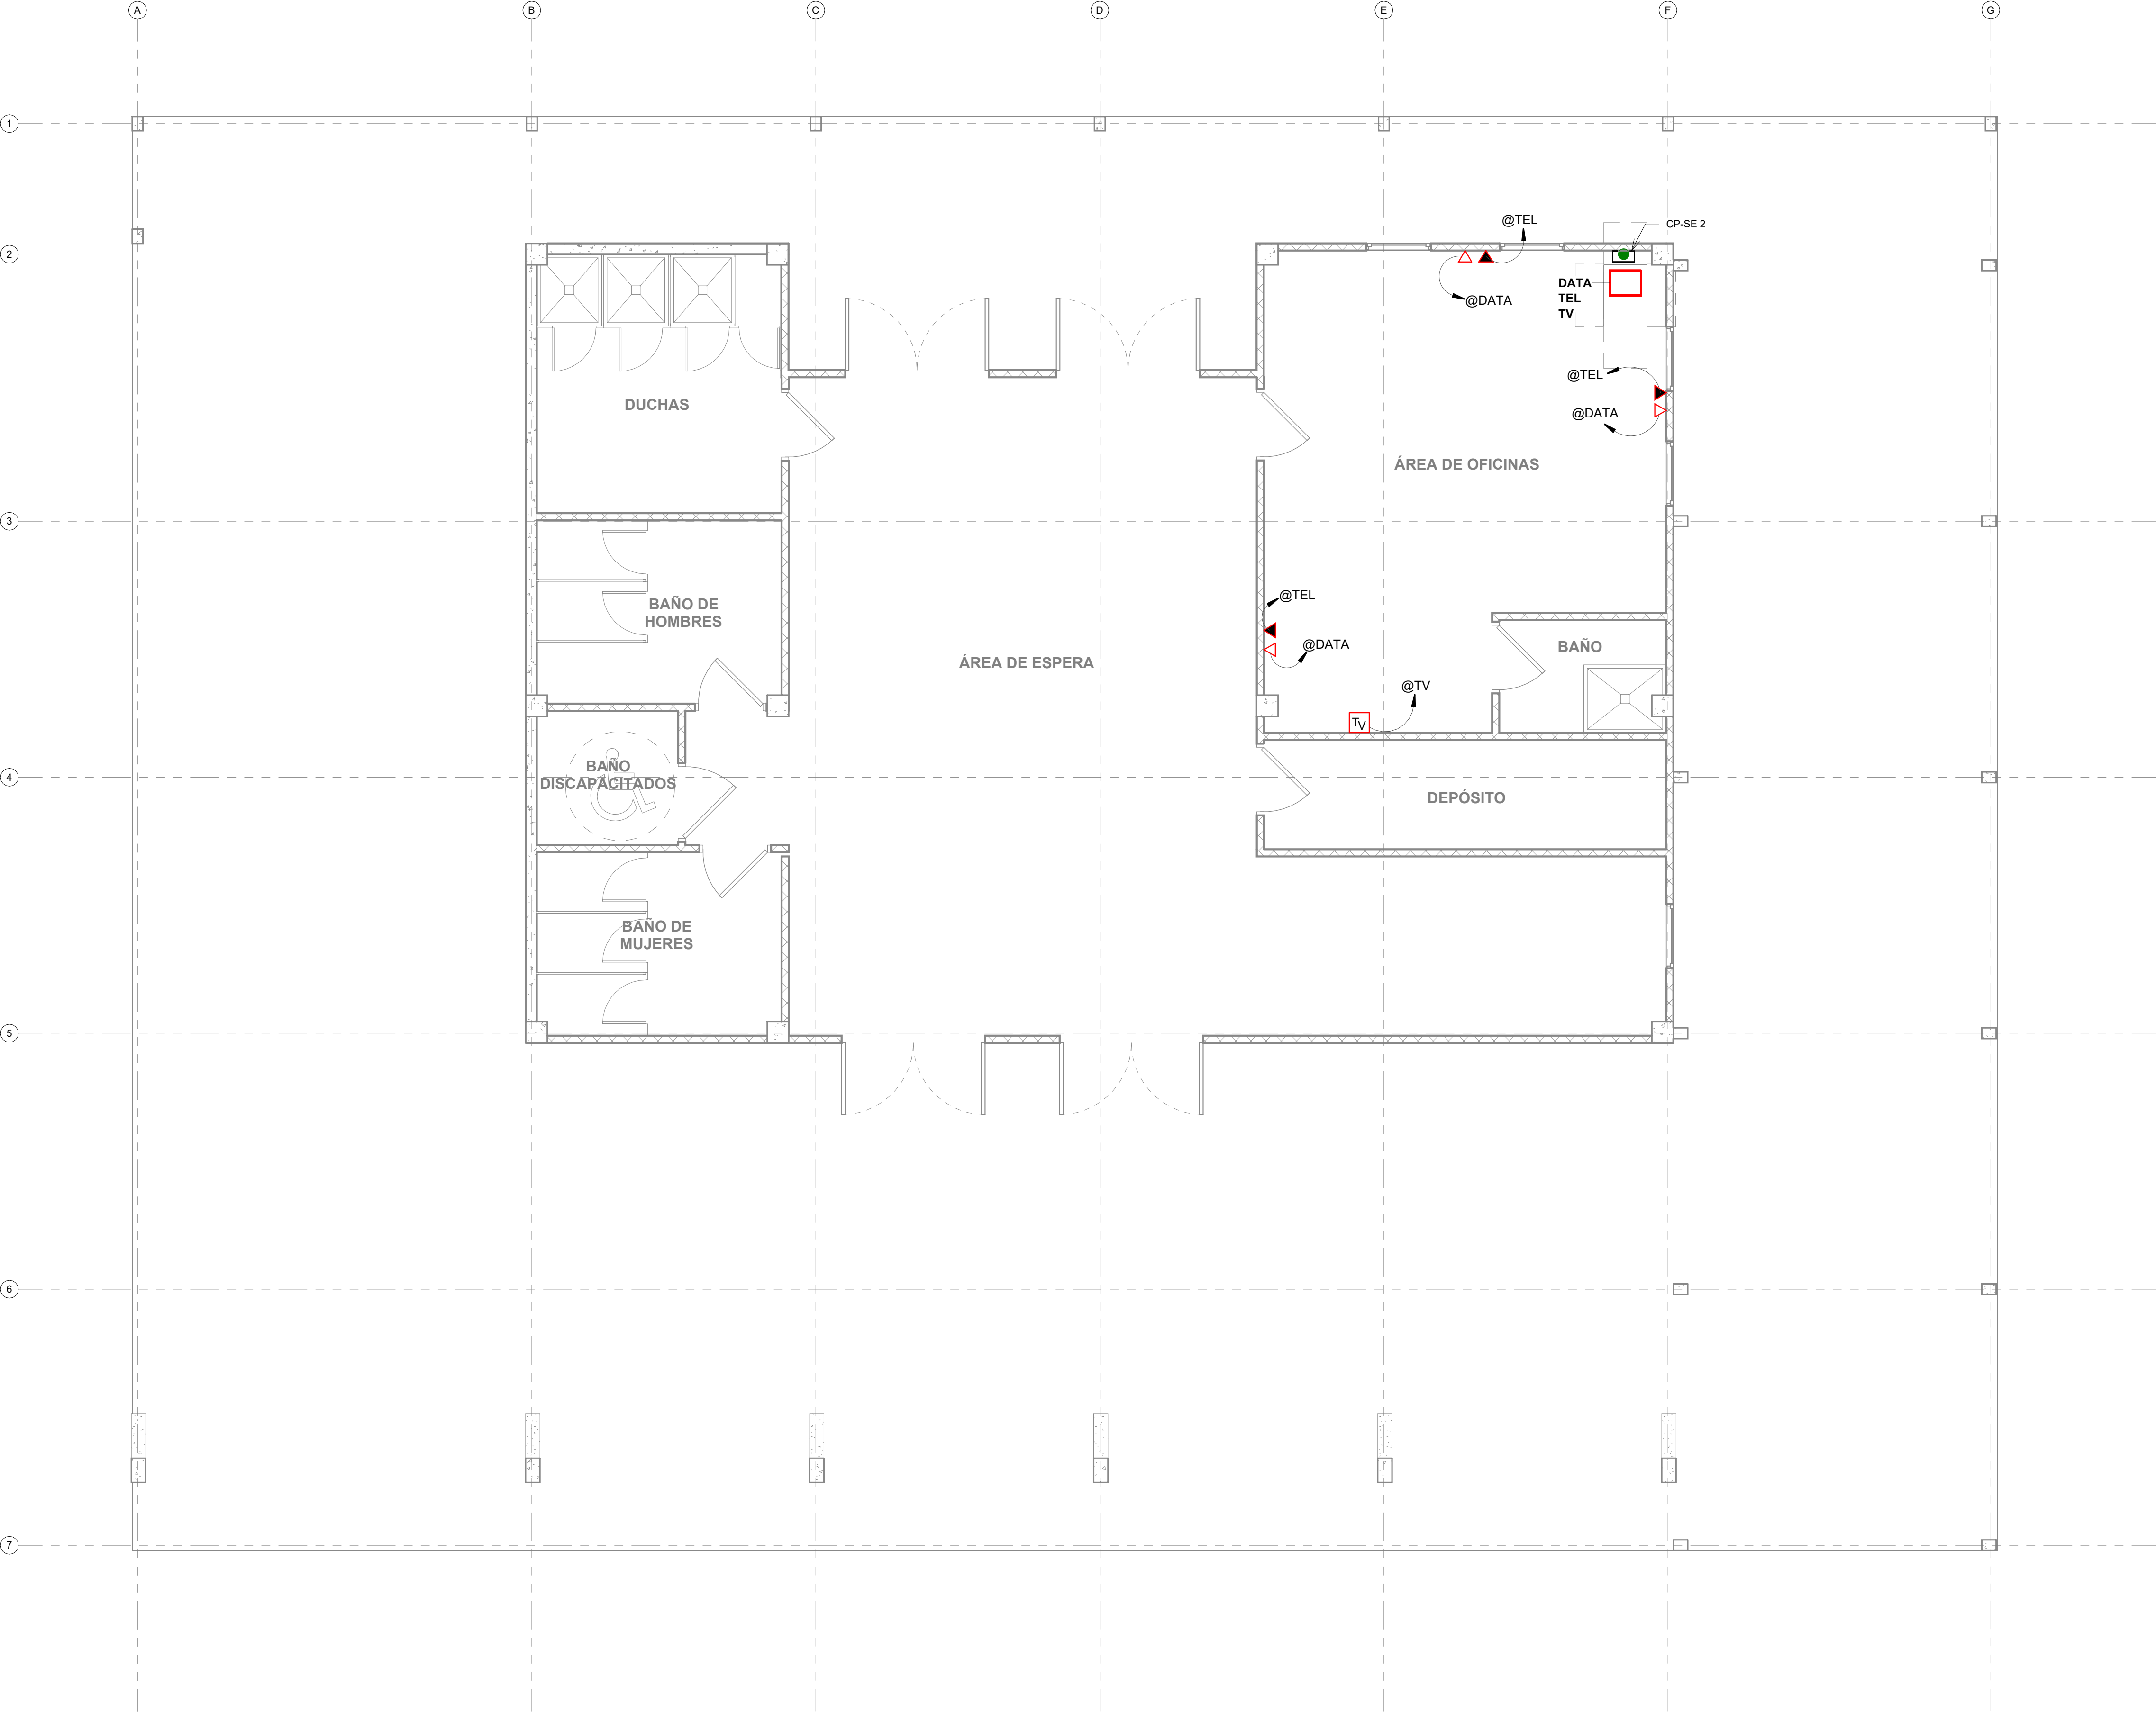 A
B
C
D
E
F
G
1
2
@TEL
CP-SE 2
@DATA
DATA
TEL
TV
@TEL
@DATA
DUCHAS
ÁREA DE OFICINAS
3
BAÑO DE
HOMBRES
@TEL
@DATA
BAÑO
ÁREA DE ESPERA
@TV
TV
BAÑO
DISCAPACITADOS
4
DEPÓSITO
BAÑO DE
MUJERES
5
6
7